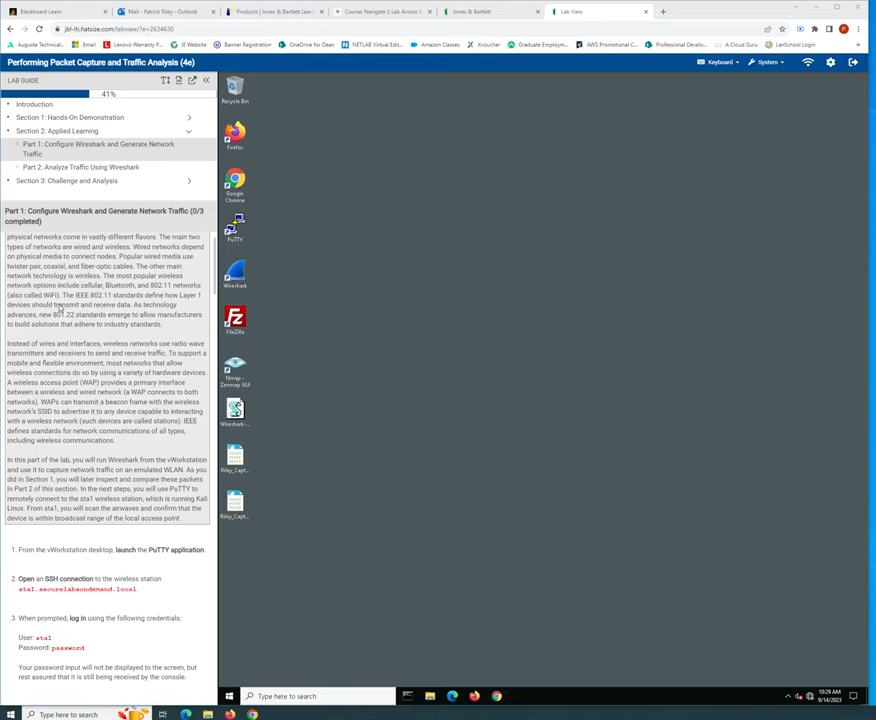 Blackboard Learn
Mail - Patrick Riley - Outlook
Products | Jones & Bartlett Lear
Course: Navigate 2 Lab Access f
Jones & Bartlett
Lab View
jbl-lti.hatsize.com/labview/?e=2634630
Augusta Technical...
Email
Lenovo Warranty P...
IE Website
Banner Registration
OneDrive for Dean
NETLAB Virtual Edit...
Amazon Classes
Xvoucher
Graduate Employm...
AWS Promotional C...
Professional Develo...
A Cloud Guru
LanSchool Login
Performing Packet Capture and Traffic Analysis (4e)
Keyboard
System
LAB GUIDE
41%
Introduction
Section 1: Hands-On Demonstration
Section 2: Applied Learning
Part 1: Configure Wireshark and Generate Network
Traffic
Part 2: Analyze Traffic Using Wireshark
Section 3: Challenge and Analysis
Part 1: Configure Wireshark and Generate Network Traffic (0/3
completed)
physical networks come in vastly different flavors. The main two
types of networks are wired and wireless. Wired networks depend
on physical media to connect nodes. Popular wired media use
twister pair, coaxial, and fiber-optic cables. The other main
network technology is wireless. The most popular wireless
network options include cellular, Bluetooth, and 802.11 networks
(also called WiFi). The IEEE 802.11 standards define how Layer 1
devices should transmit and receive data. As technology
advances, new 801.22 standards emerge to allow manufacturers
to build solutions that adhere to industry standards.
Instead of wires and interfaces, wireless networks use radio wave
transmitters and receivers to send and receive traffic. To support a
mobile and flexible environment, most networks that allow
wireless connections do so by using a variety of hardware devices.
A wireless access point (WAP) provides a primary interface
between a wireless and wired network (a WAP connects to both
networks). WAPs can transmit a beacon frame with the wireless
network's SSID to advertise it to any device capable to interacting
with a wireless network (such devices are called stations). IEEE
defines standards for network communications of all types,
including wireless communications.
In this part of the lab, you will run Wireshark from the vWorkstation
and use it to capture network traffic on an emulated WLAN. As you
did in Section 1, you will later inspect and compare these packets
in Part 2 of this section. In the next steps, you will use PuTTY to
remotely connect to the sta1 wireless station, which is running Kali
Linux. From sta1, you will scan the airwaves and confirm that the
device is within broadcast range of the local access point.
1. From the vWorkstation desktop, launch the PuTTY application.
2. Open an SSH connection to the wireless station
sta1.securelabsondemand.local.
3. When prompted, log in using the following credentials:
User: sta1
Password: password
Your password input will not be displayed to the screen, but
rest assured that it is still being received by the console.
Recycle Bin
Firefox
Google
Chrome
PuTTY
Wireshark
FileZilla
Nmap -
Zenmap GUI
Wireshark-...
Riley_Capt...
Riley_Capt...
Type here to search
10:29 AM
9/14/2023
Type here to search